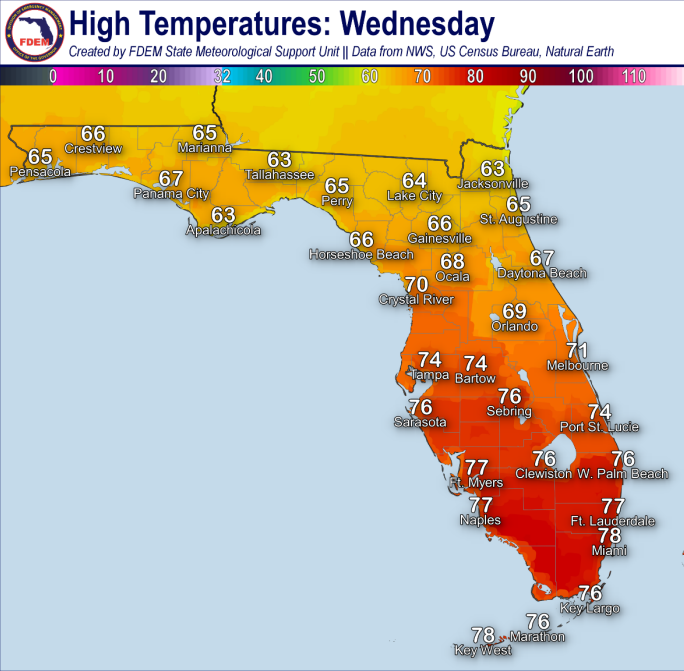 High Temperatures: Wednesday
Created by FDEM State Meteorological Support Unit || Data from NWS, US Census Bureau, Natural Earth
FDEM
0 10 20 32 40 50 60 70 80 90 100 110
66
Crestview
65
Marianna
65
Pensacola
63
Tallahassee
67
Panama City
65
Perry
64
Lake City
63
Jacksonville
63
Apalachicola
65
St. Augustine
66
Gainesville
66
Horseshoe Beach
68
Ocala
67
Daytona Beach
70
Crystal River
69
Orlando
71
Melbourne
74
Tampa
74
Bartow
76
Sebring
76
Sarasota
74
Port St. Lucie
77
Ft. Myers
76
Clewiston
76
W. Palm Beach
77
Naples
77
Ft. Lauderdale
78
Miami
76
Key Largo
76
Marathon
78
Key West